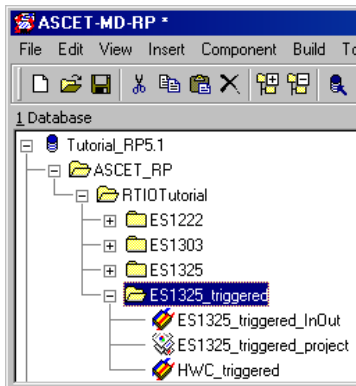 ASCET-MD-RP *
File Edit View Insert Component Build To
1 Database
Tutorial_RP5.1
ASCET_RP
RTIOTutorial
ES1222
ES1303
ES1325
ES1325_triggered
ES1325_triggered_InOut
ES1325_triggered_project
HWC_triggered